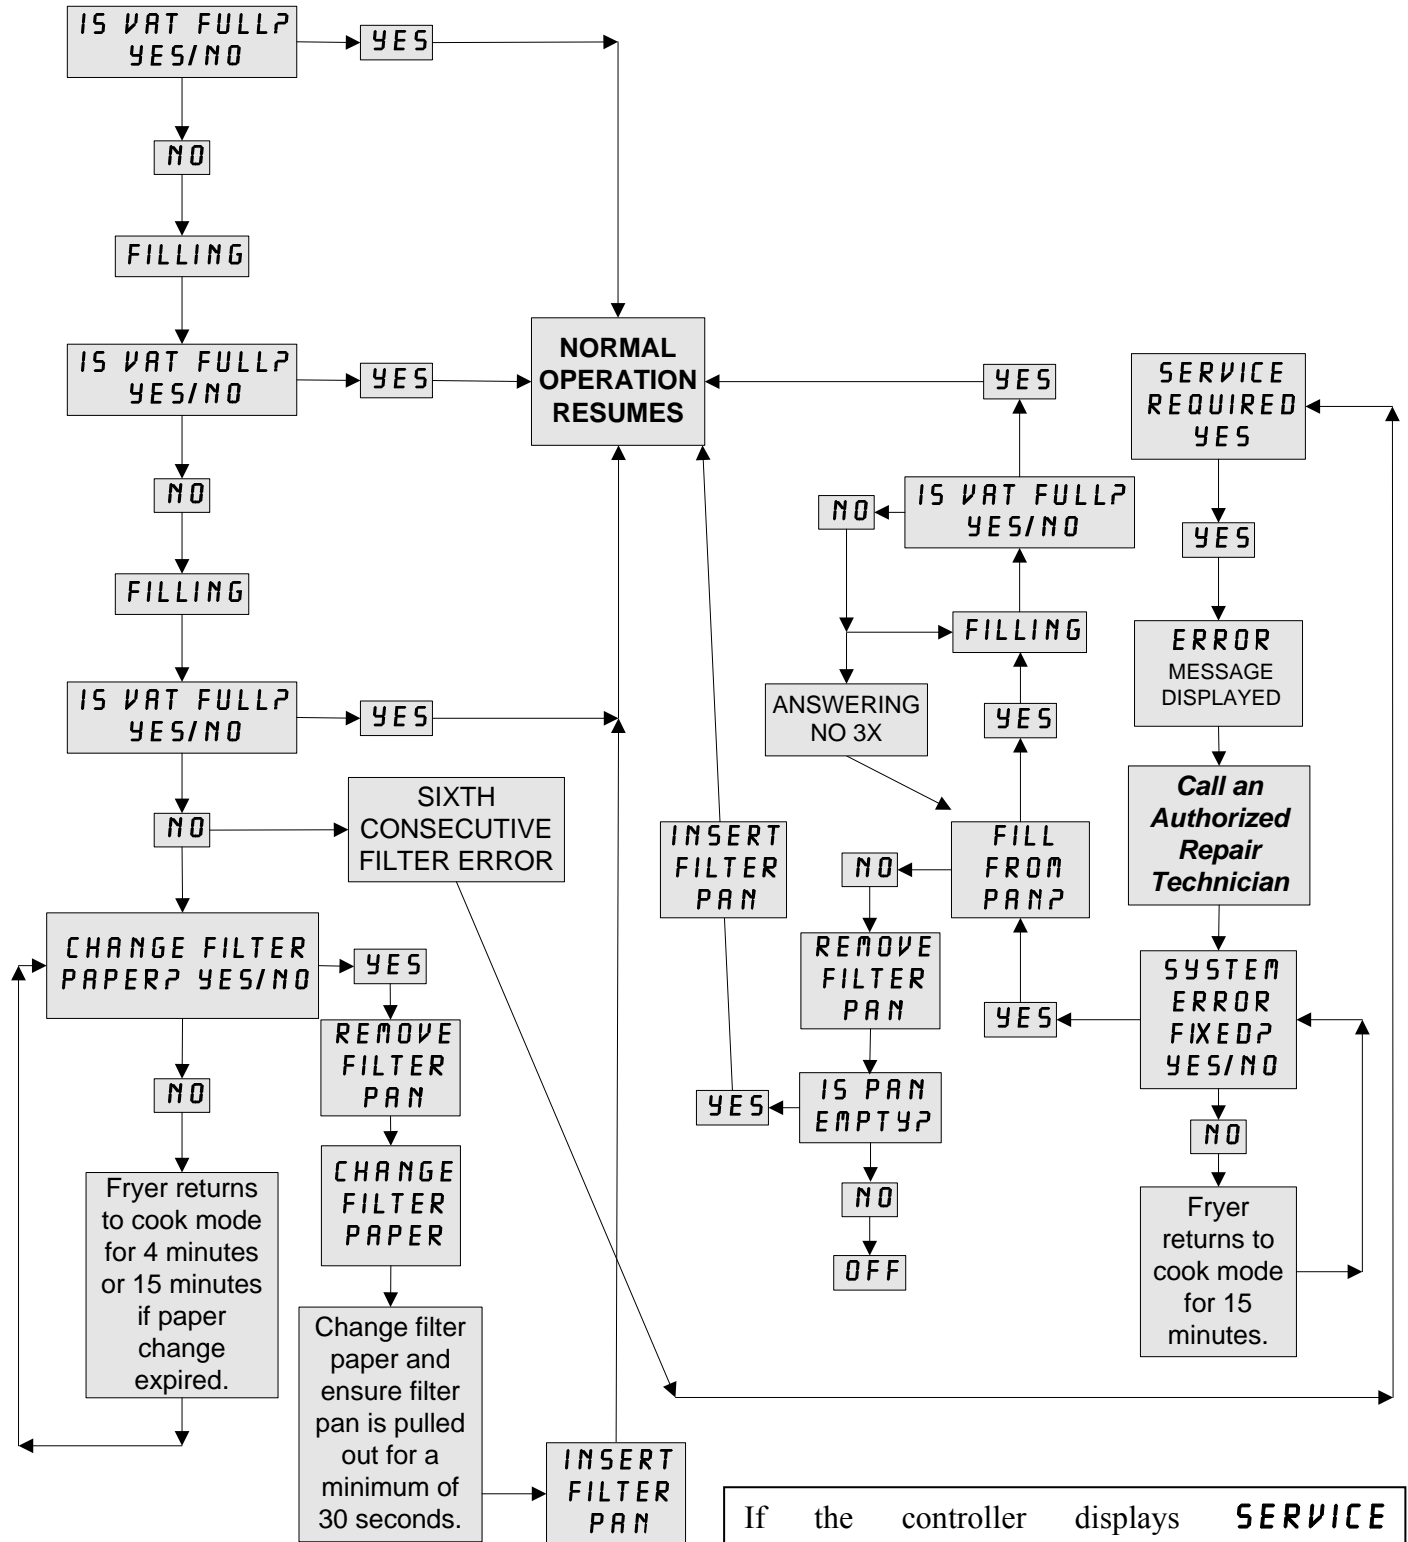 IS VAT FULL?
YES/NO
YES
NO
FILLING
IS VAT FULL?
YES/NO
YES
NO
FILLING
IS VAT FULL?
YES/NO
YES
NO
SIXTH
CONSECUTIVE
FILTER ERROR
CHANGE FILTER
PAPER? YES/NO
YES
REMOVE
FILTER
PAN
CHANGE
FILTER
PAPER
Change filter
paper and
ensure filter
pan is pulled
out for a
minimum of
30 seconds.
INSERT
FILTER
PAN
NO
Fryer returns
to cook mode
for 4 minutes
or 15 minutes
if paper
change
expired.
NORMAL
OPERATION
RESUMES
YES
IS VAT FULL?
YES/NO
NO
FILLING
ANSWERING
NO 3X
YES
FILL
FROM
PAN?
NO
REMOVE
FILTER
PAN
IS PAN
EMPTY?
YES
INSERT
FILTER
PAN
NO
OFF
YES
SERVICE
REQUIRED
YES
YES
ERROR
MESSAGE
DISPLAYED
Call an
Authorized
Repair
Technician
SYSTEM
ERROR
FIXED?
YES/NO
NO
Fryer
returns to
cook mode
for 15
minutes.
If the controller displays SERVICE